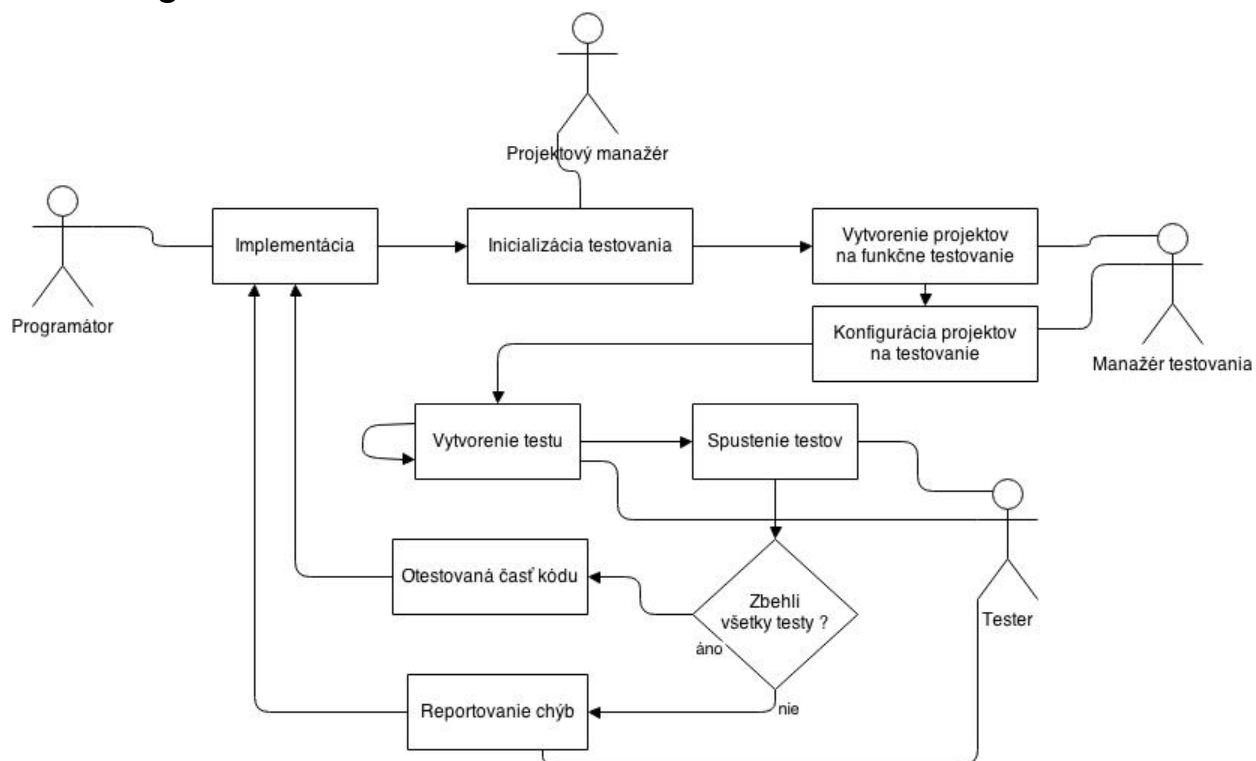 Projektový manažér
Implementácia
Inicializácia testovania
Vytvorenie projektov
na funkčne testovanie
Programátor
Konfigurácia projektov
na testovanie
Manažér testovania
Vytvorenie testu
Spustenie testov
Otestovaná časť kódu
Zbehli
všetky testy ?
Tester
áno
Reportovanie chýb
nie